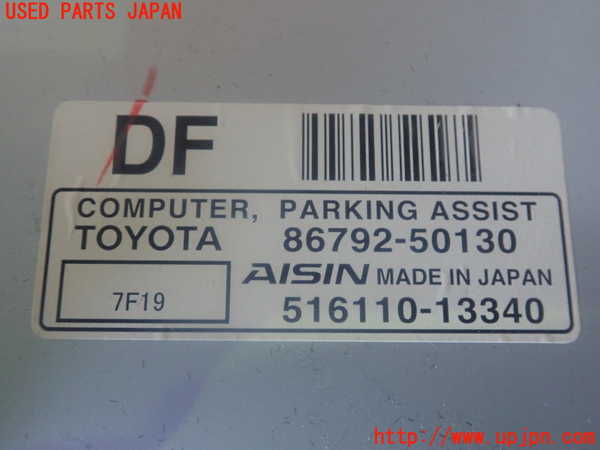 USED PARTS JAPAN
DF
COMPUTER, PARKING ASSIST
TOYOTA 86792-50130
7F19
AISIN MADE IN JAPAN
516110-13340
http://www.upjpn.com/